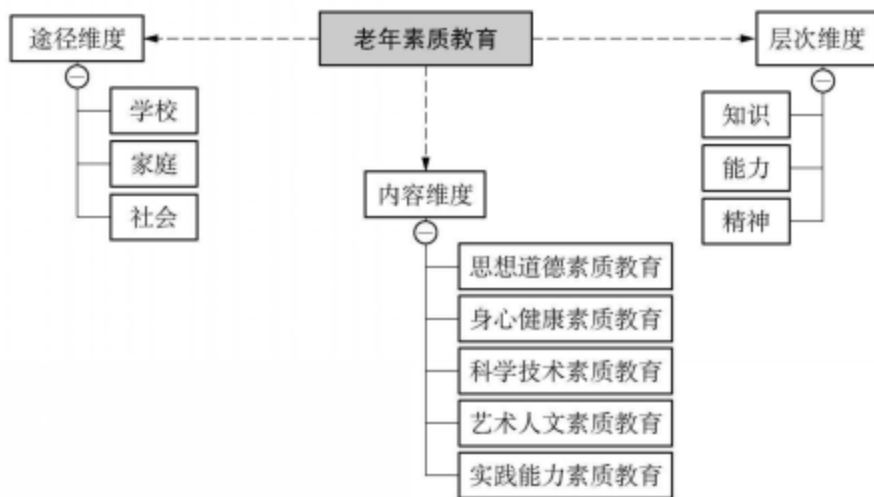 老年素质教育
途径维度
学校
家庭
社会
内容维度
思想道德素质教育
身心健康素质教育
科学技术素质教育
艺术人文素质教育
实践能力素质教育
层次维度
知识
能力
精神